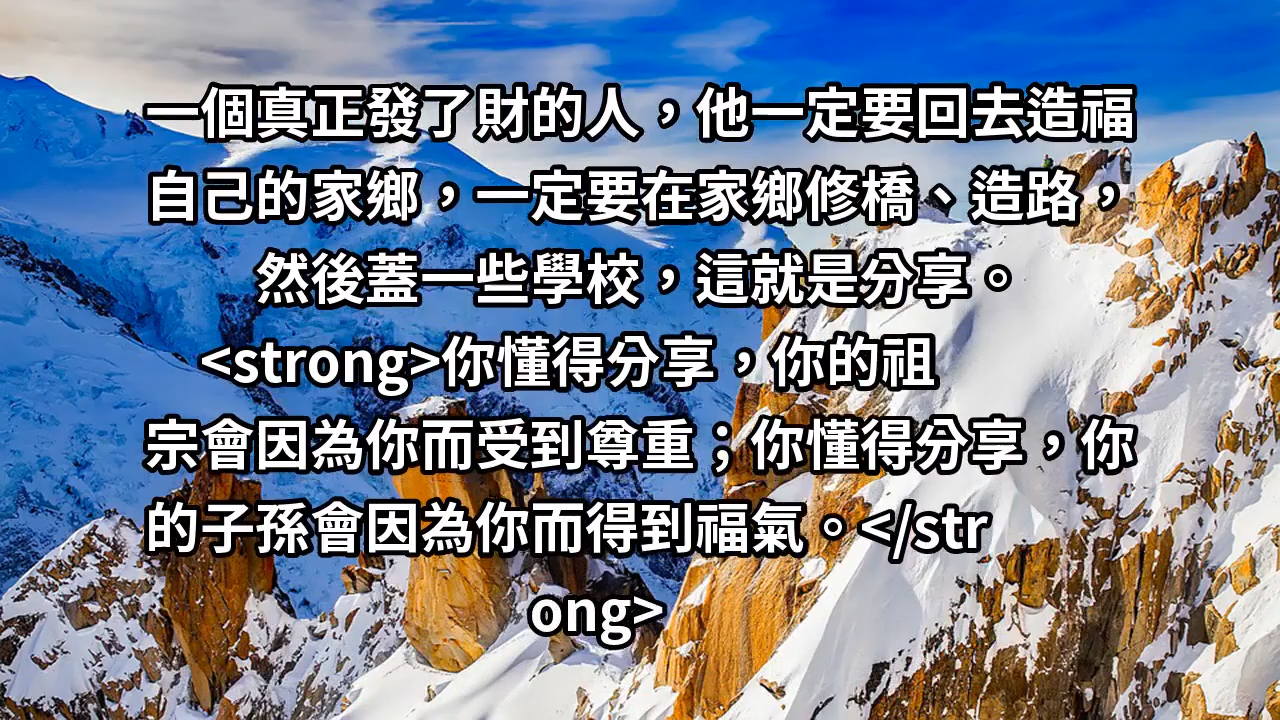 一個真正發了財的人，他一定要回去造福
自己的家鄉，一定要在家鄉修橋、造路，
然後蓋一些學校，這就是分享。
<strong>你懂得分享，你的祖
宗會因為你而受到尊重；你懂得分享，你
的子孫會因為你而得到福氣。</str
ong>